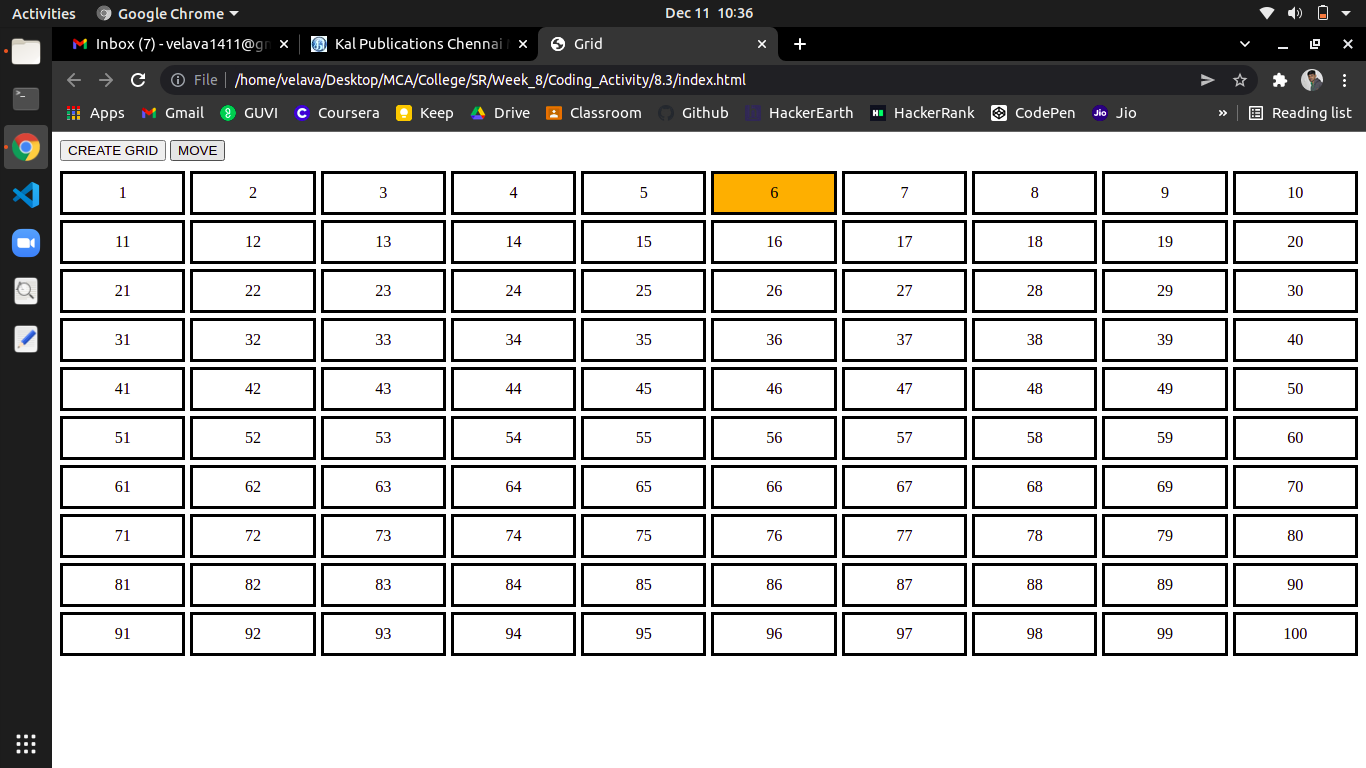 Activities Google Chrome Dec 11 10:36
Inbox (7) - velava1411@g Kal Publications Chennai Grid
File /home/velava/Desktop/MCA/College/SR/Week_8/Coding_Activity/8.3/index.html
Apps Gmail GUVI Coursera Keep Drive Classroom Github HackerEarth HackerRank CodePen Jio Jio » Reading list
CREATE GRID MOVE
1 2 3 4 5 6 7 8 9 10
11 12 13 14 15 16 17 18 19 20
21 22 23 24 25 26 27 28 29 30
31 32 33 34 35 36 37 38 39 40
41 42 43 44 45 46 47 48 49 50
51 52 53 54 55 56 57 58 59 60
61 62 63 64 65 66 67 68 69 70
71 72 73 74 75 76 77 78 79 80
81 82 83 84 85 86 87 88 89 90
91 92 93 94 95 96 97 98 99 100